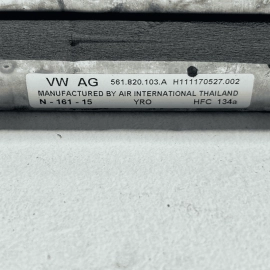 VW AG 561.820.103.A H111170527.002
MANUFACTURED BY AIR INTERNATIONAL THAILAND
N - 161 - 15 YRO HFC 134a